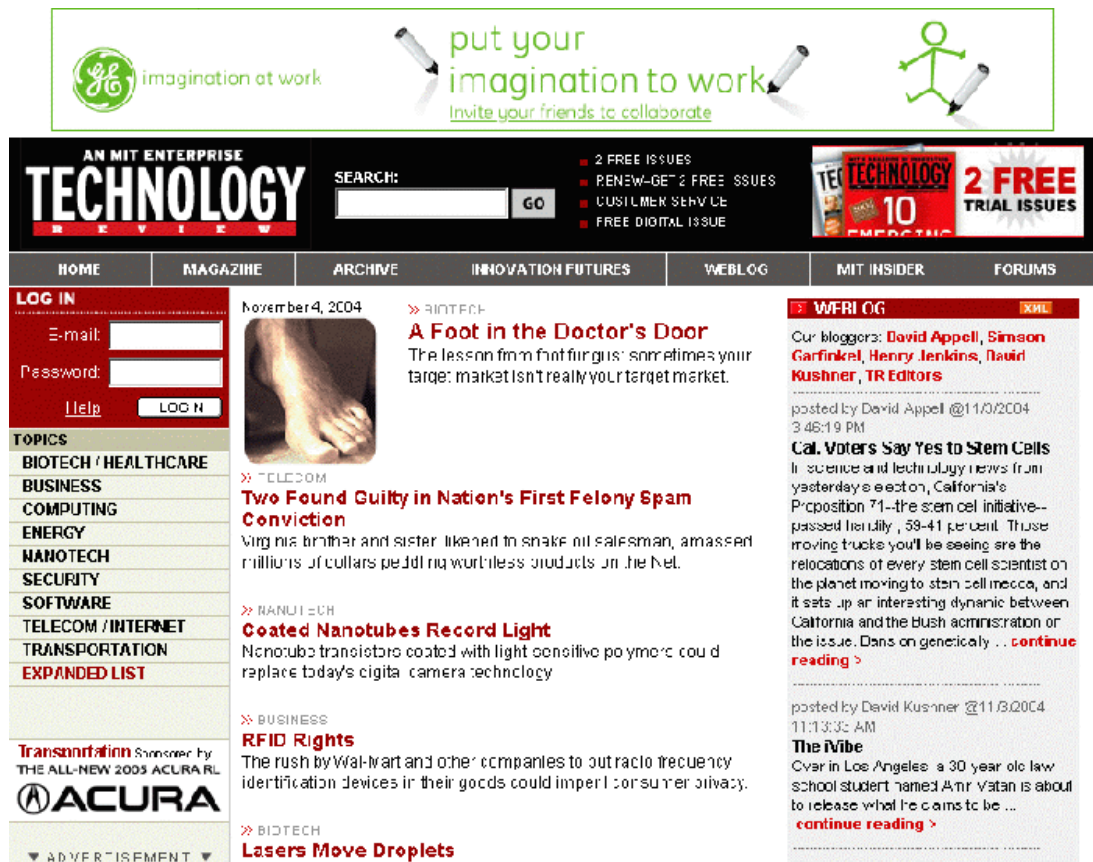 put your
imagination at work
imagination to work
Invite your friends to collaborate
AN MIT ENTERPRISE
TECHNOLOGY
REVIEW
SEARCH:
GO
2 FREE ISSUES
RENEW-GET 2 FREE ISSUES
CUSTOMER SERVICE
FREE DIGITAL ISSUE
TECHNOLOGY
10
EMERGING
2 FREE
TRIAL ISSUES
HOME MAGAZINE ARCHIVE INNOVATION FUTURES WEBLOG MIT INSIDER FORUMS
LOG IN
E-mail:
Password:
Help LOG IN
TOPICS
BIOTECH / HEALTHCARE
BUSINESS
COMPUTING
ENERGY
NANOTECH
SECURITY
SOFTWARE
TELECOM / INTERNET
TRANSPORTATION
EXPANDED LIST
Transportation Sponsored by
THE ALL-NEW 2005 ACURA RL
ACURA
▼ ADVERTISEMENT ▼
November 4, 2004
» BIOTECH
A Foot in the Doctor's Door
The lesson from foot fungus: sometimes your
target market isn't really your target market.
» TELECOM
Two Found Guilty in Nation's First Felony Spam
Conviction
Virginia brother and sister, likened to snake oil salesman, amassed
millions of dollars peddling worthless products on the Net.
» NANOTECH
Coated Nanotubes Record Light
Nanotube transistors coated with light-sensitive polymers could
replace today's digital camera technology
» BUSINESS
RFID Rights
The rush by Wal-Mart and other companies to put radio frequency
identification devices in their goods could imperil consumer privacy.
» BIOTECH
Lasers Move Droplets
WEBLOG XML
Our bloggers: David Appell, Simson
Garfinkel, Henry Jenkins, David
Kushner, TR Editors
posted by David Appell @11/3/2004
3:46:19 PM
Cal. Voters Say Yes to Stem Cells
In science and technology news from
yesterday's election, California's
Proposition 71--the stem cell initiative--
passed handily, 59-41 percent. Those
moving trucks you'll be seeing are the
relocations of every stem cell scientist on
the planet moving to stem cell mecca, and
it sets up an interesting dynamic between
California and the Bush administration on
the issue. Bans on genetically ... continue
reading >
posted by David Kushner @11/3/2004
11:13:33 AM
The iVibe
Over in Los Angeles, a 30 year old law
school student named Amir Vatan is about
to release what he claims to be ...
continue reading >